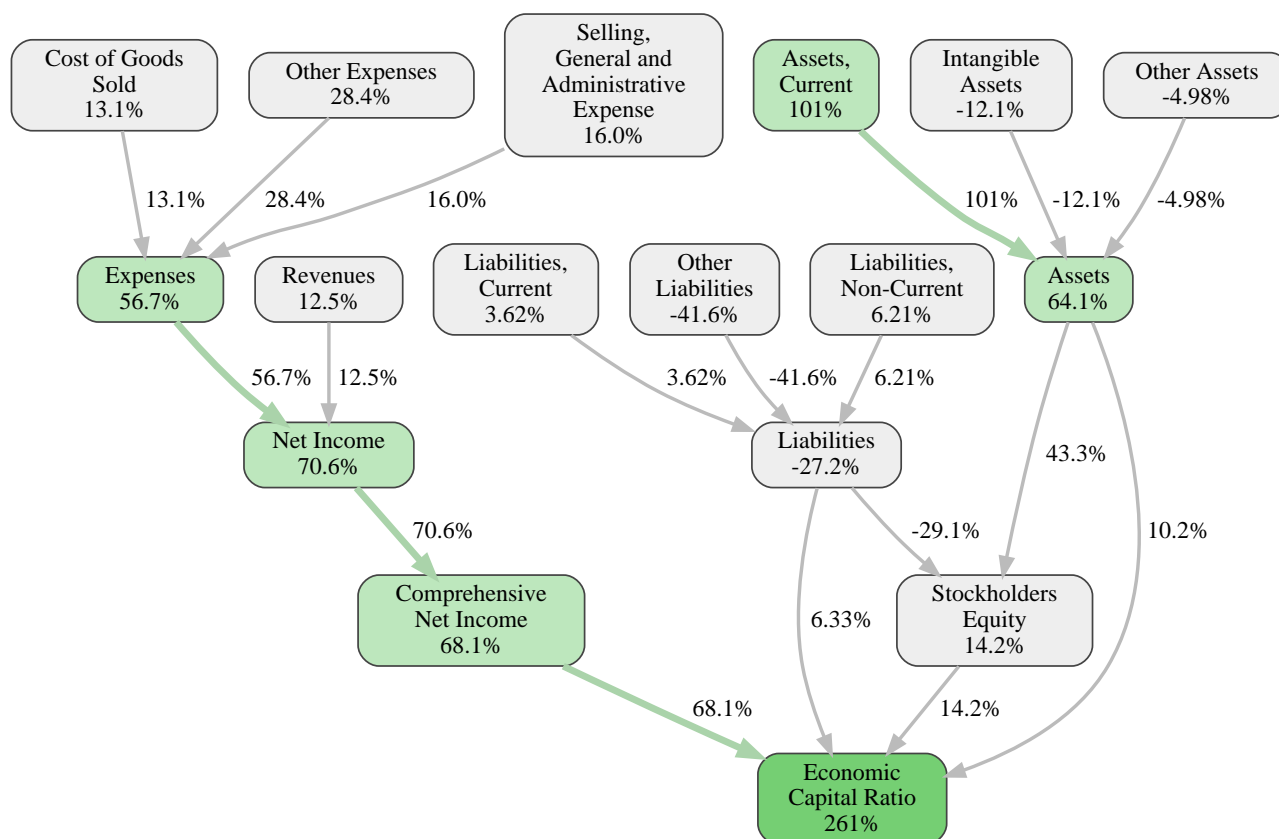 Cost of Goods
Sold
13.1%
Other Expenses
28.4%
Selling,
General and
Administrative
Expense
16.0%
Assets,
Current
101%
Intangible
Assets
-12.1%
Other Assets
-4.98%
13.1%
28.4%
16.0%
101%
-12.1%
-4.98%
Expenses
56.7%
Revenues
12.5%
Liabilities,
Current
3.62%
Other
Liabilities
-41.6%
Liabilities,
Non-Current
6.21%
Assets
64.1%
56.7%
12.5%
3.62%
-41.6%
6.21%
Net Income
70.6%
Liabilities
-27.2%
43.3%
70.6%
-29.1%
10.2%
Comprehensive
Net Income
68.1%
6.33%
Stockholders
Equity
14.2%
68.1%
14.2%
Economic
Capital Ratio
261%